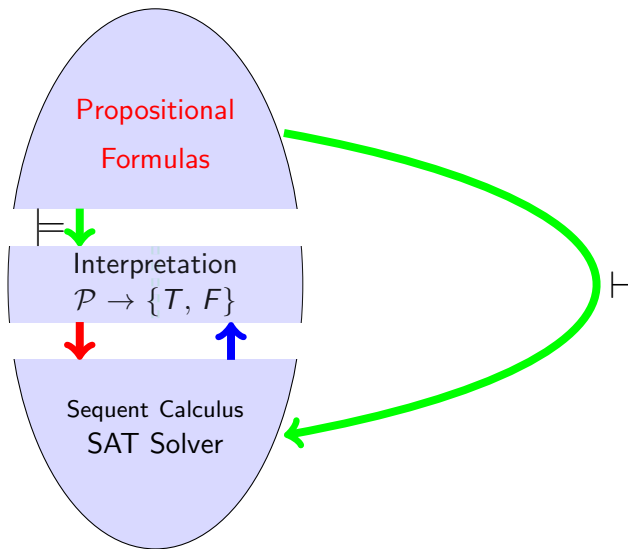 Propositional
Formulas
⊨
Interpretation
𝒫 → {T, F}
⊢
Sequent Calculus
SAT Solver